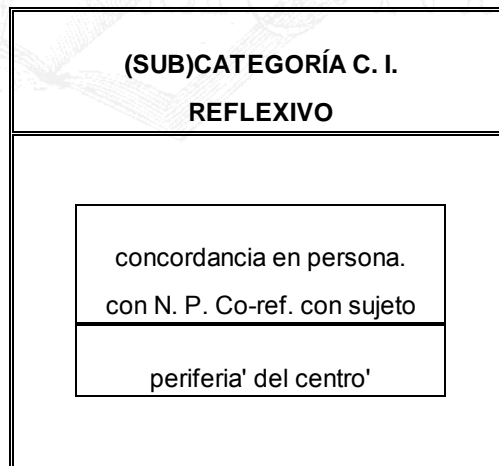 (SUB)CATEGORÍA C. I.
REFLEXIVO
concordancia en persona.
con N. P. Co-ref. con sujeto
periferia' del centro'